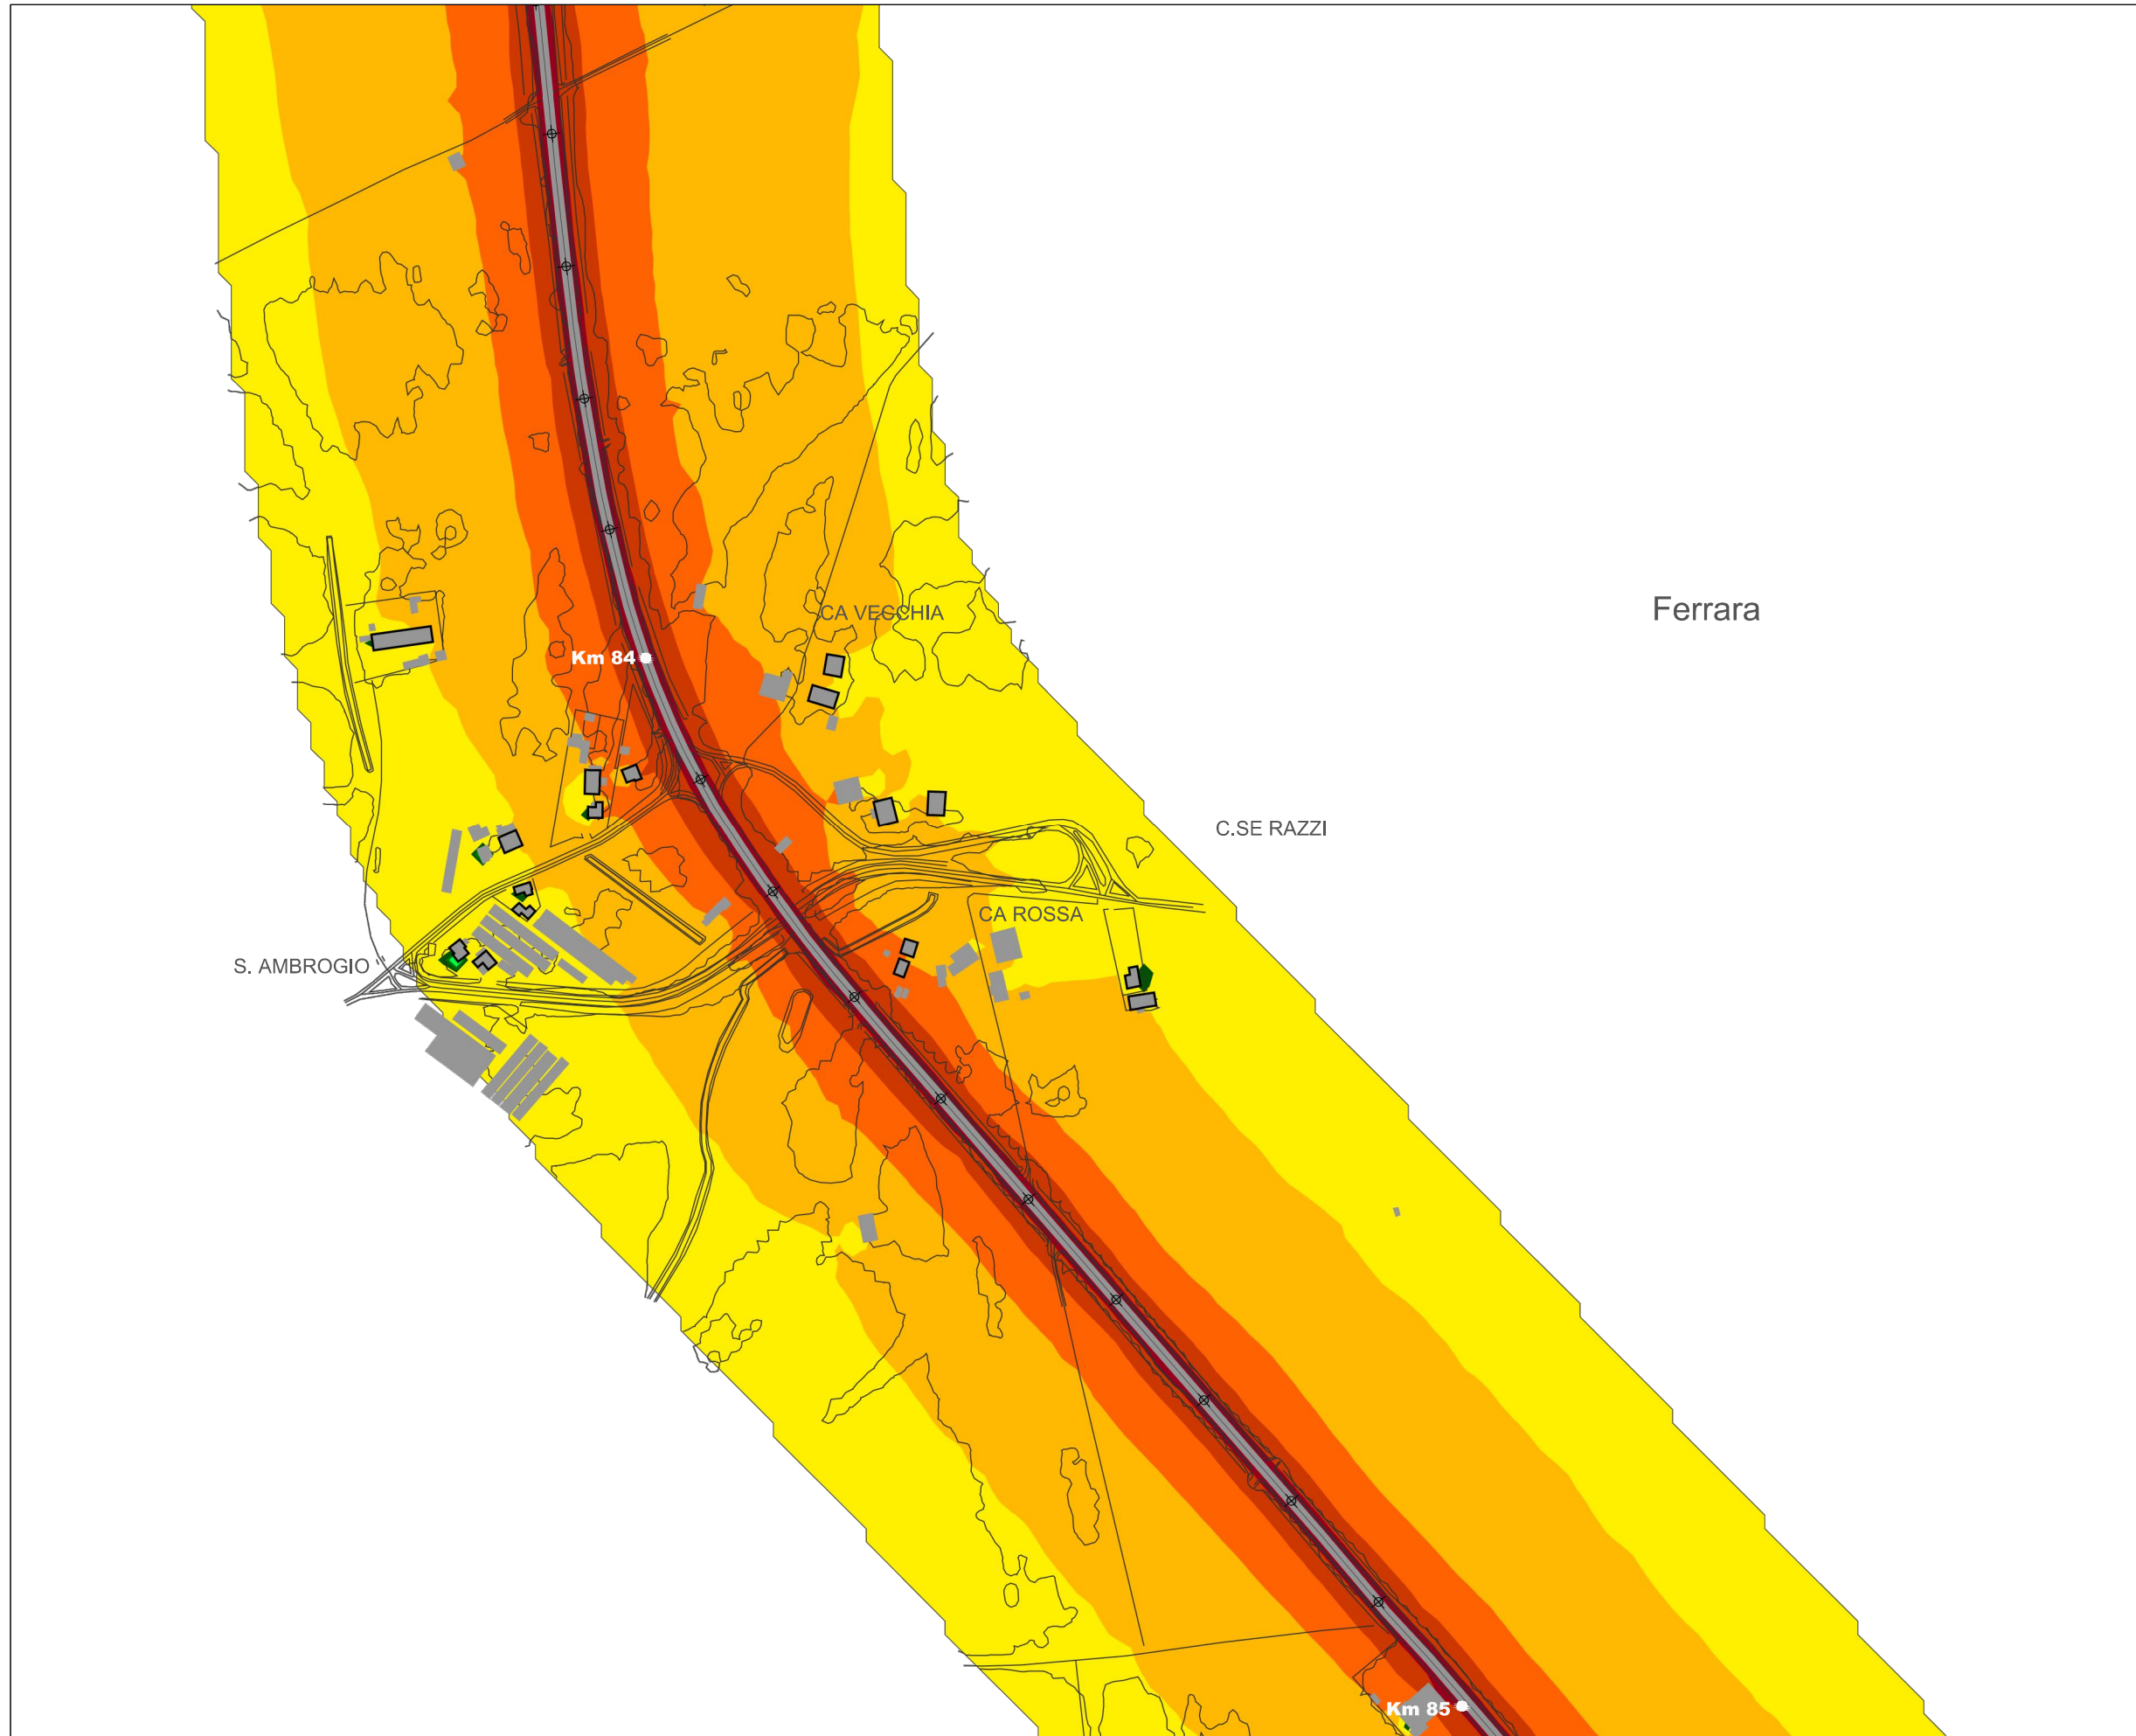 Ferrara
CA VECCHIA
Km 84
C.SE RAZZI
CA ROSSA
S. AMBROGIO
Km 85